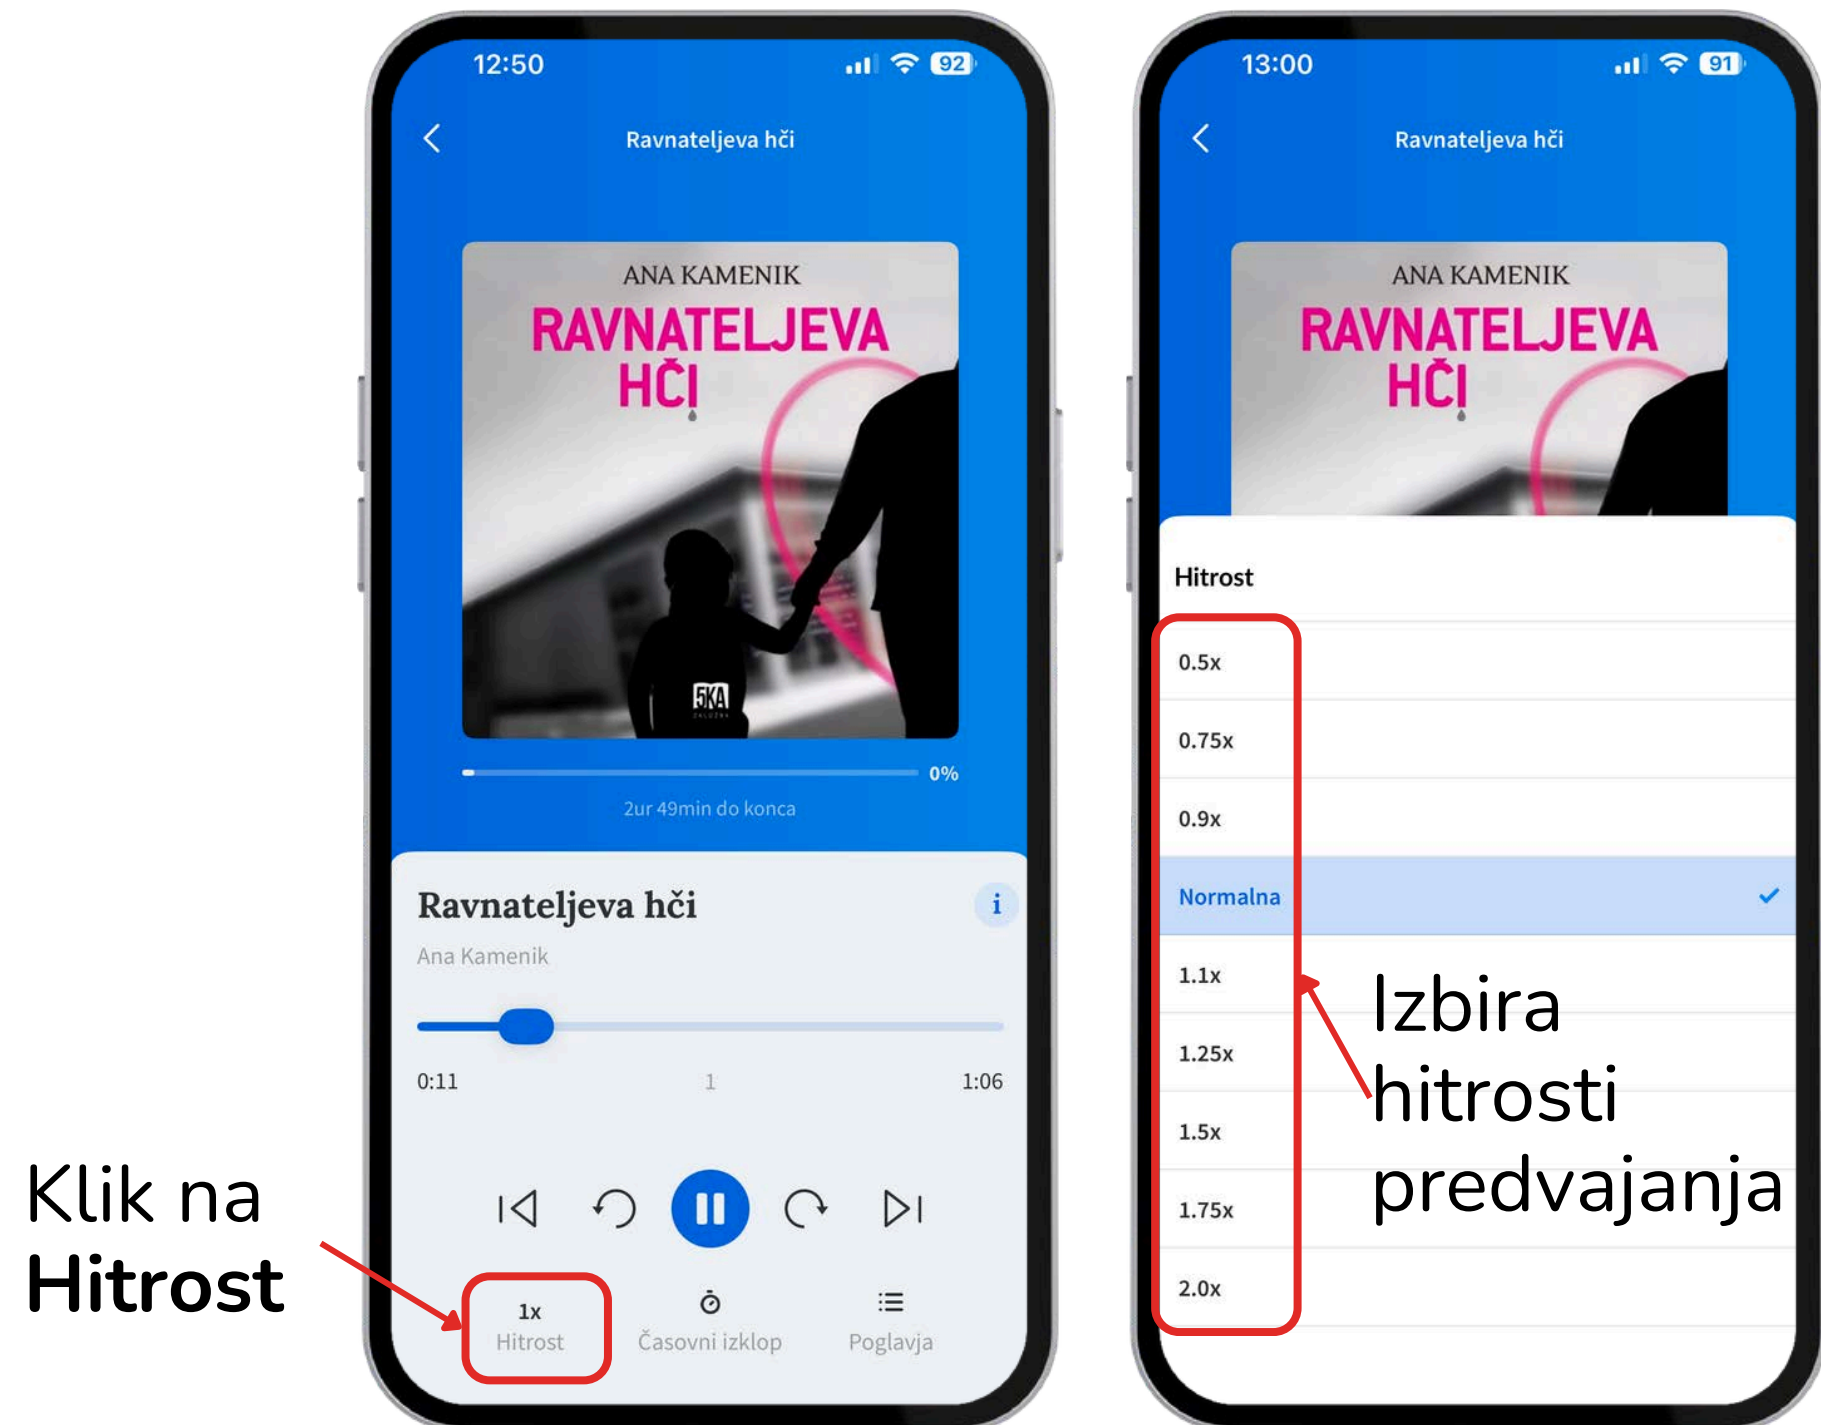 12:50
92
Ravnateljeva hči
ANA KAMENIK
RAVNATELJEVA
HČI
5KA
ZALOŽBA
0%
2ur 49min do konca
Ravnateljeva hči
i
Ana Kamenik
0:11
1
1:06
1x
Hitrost
Časovni izklop
Poglavja
Klik na
Hitrost
13:00
91
Ravnateljeva hči
ANA KAMENIK
RAVNATELJEVA
HČI
Hitrost
0.5x
0.75x
0.9x
Normalna
1.1x
1.25x
1.5x
1.75x
2.0x
Izbira
hitrosti
predvajanja